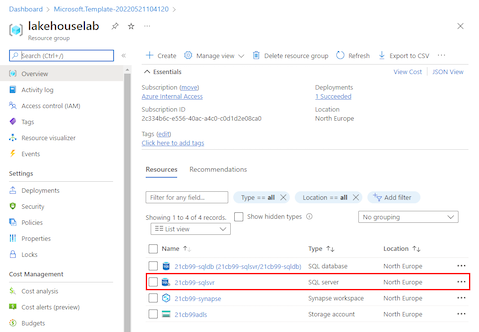 Dashboard > Microsoft.Template-20220521104120 >
lakehouselab
Resource group
Search (Ctrl+/)
Overview
Activity log
Access control (IAM)
Tags
Resource visualizer
Events
Settings
Deployments
Security
Policies
Properties
Locks
Cost Management
Cost analysis
Cost alerts (preview)
Budgets
Create
Manage view
Delete resource group
Refresh
Export to CSV
Essentials
View Cost
JSON View
Subscription (move)
Azure Internal Access
Deployments
1 Succeeded
Subscription ID
2c334b6c-e556-40ac-a4c0-c0d1d2e08ca0
Location
North Europe
Tags (edit)
Click here to add tags
Resources
Recommendations
Filter for any field...
Type == all
Location == all
Add filter
Showing 1 to 4 of 4 records.
Show hidden types
No grouping
List view
Name
Type
Location
21cb99-sqldb (21cb99-sqlsvr/21cb99-sqldb)
SQL database
North Europe
21cb99-sqlsvr
SQL server
North Europe
21cb99-synapse
Synapse workspace
North Europe
21cb99adls
Storage account
North Europe